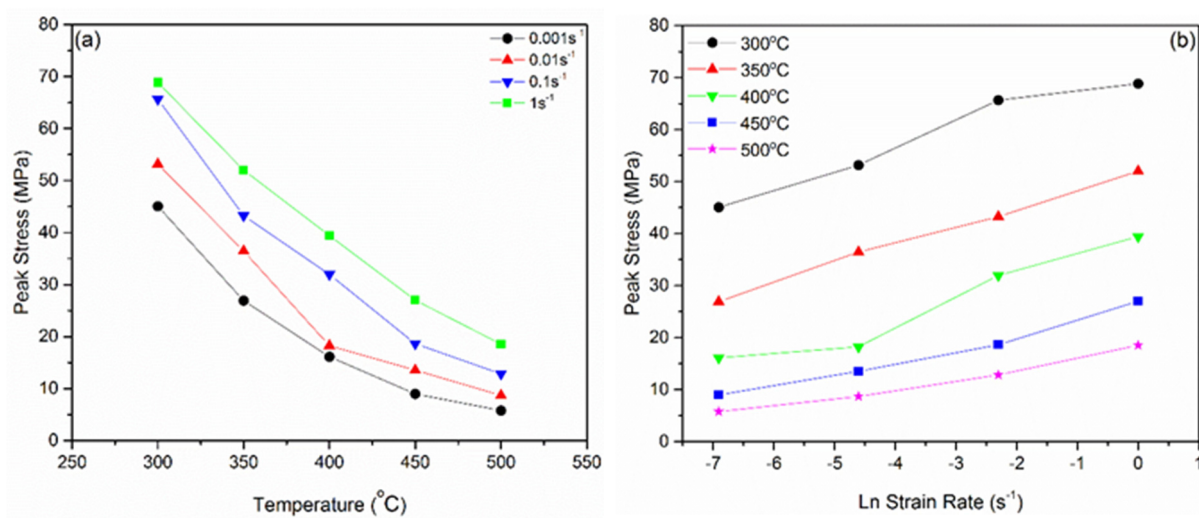 (a)
0.001s-1
0.01s-1
0.1s-1
1s-1
80
70
60
50
40
30
20
10
0
Peak Stress (MPa)
250 300 350 400 450 500 550
Temperature (°C)
(b)
300°C
350°C
400°C
450°C
500°C
80
70
60
50
40
30
20
10
0
Peak Stress (MPa)
-7 -6 -5 -4 -3 -2 -1 0 1
Ln Strain Rate (s-1)